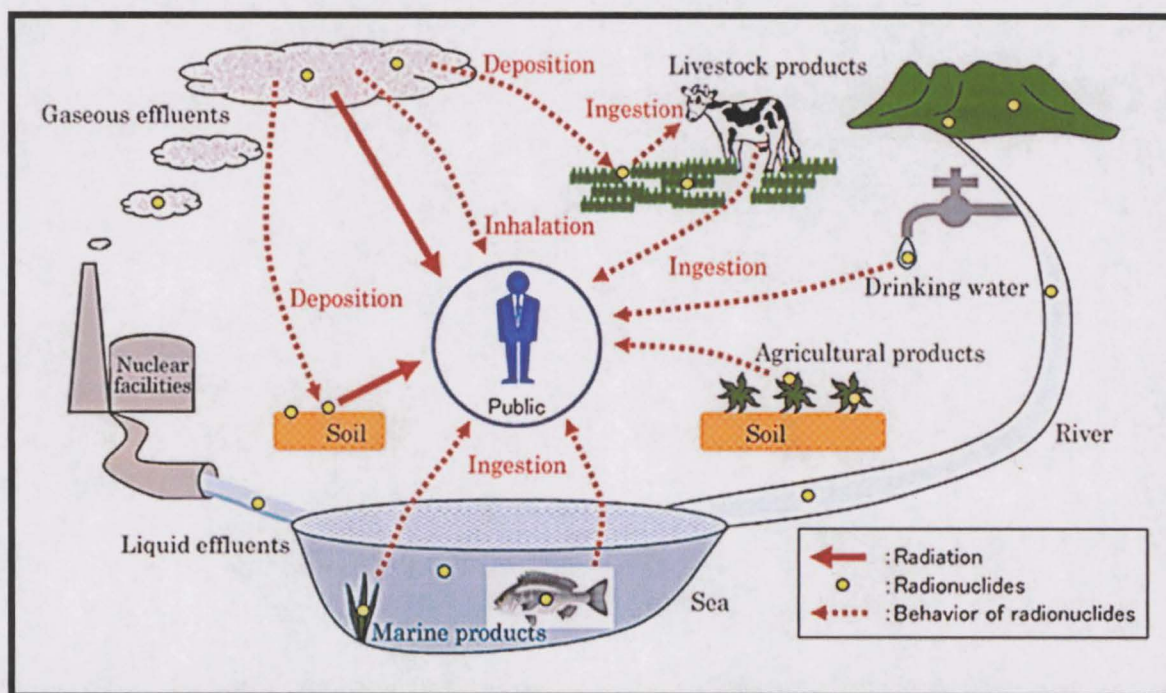 Deposition
Livestock products
Gaseous effluents
Ingestion
Inhalation
Ingestion
Deposition
Drinking water
Nuclear
facilities
Agricultural products
Public
Soil
Soil
River
Ingestion
Liquid effluents
Sea
Marine products
:Radiation
:Radionuclides
:Behavior of radionuclides